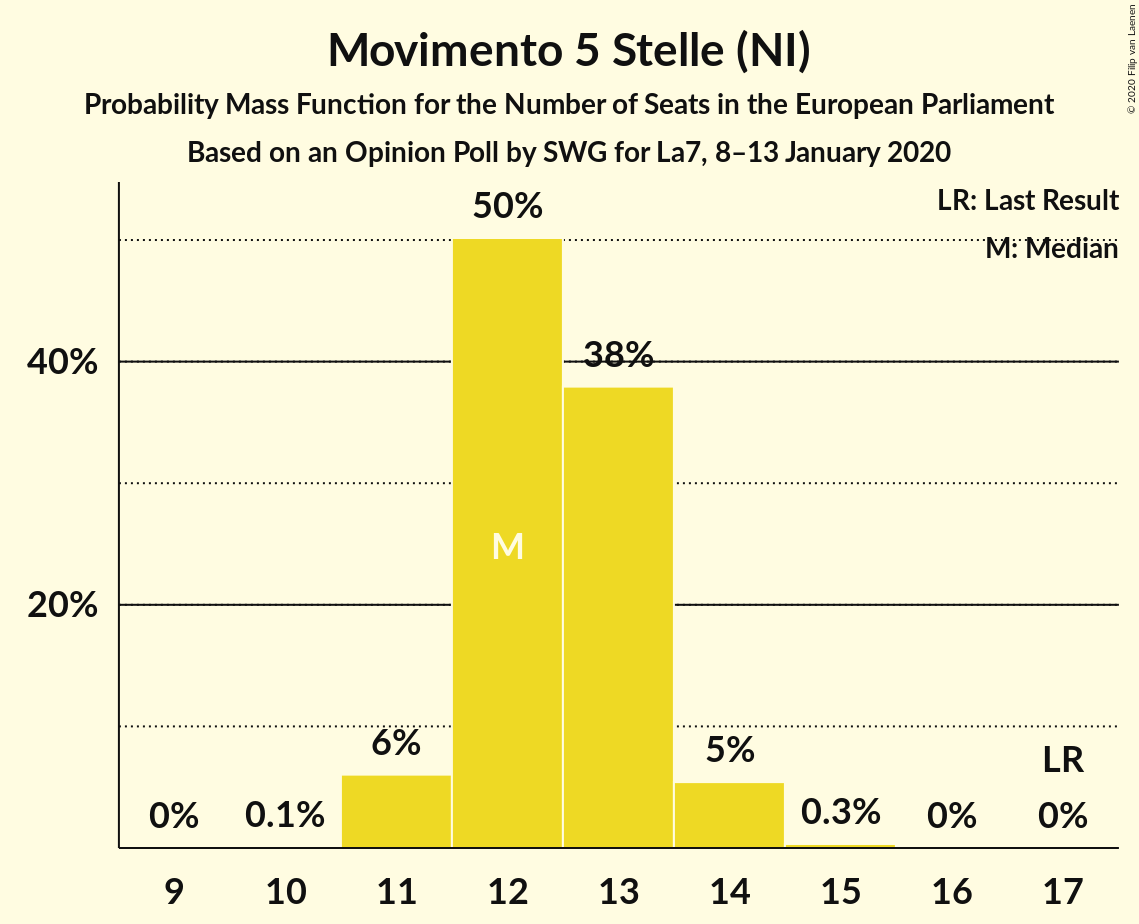 Movimento 5 Stelle (NI)
Probability Mass Function for the Number of Seats in the European Parliament
Based on an Opinion Poll by SWG for La7, 8–13 January 2020
© 2020 Filip van Laenen
LR: Last Result
M: Median
50%
40%
38%
20%
M
6%
5%
LR
0%
0.1%
0.3%
0%
0%
9 10 11 12 13 14 15 16 17